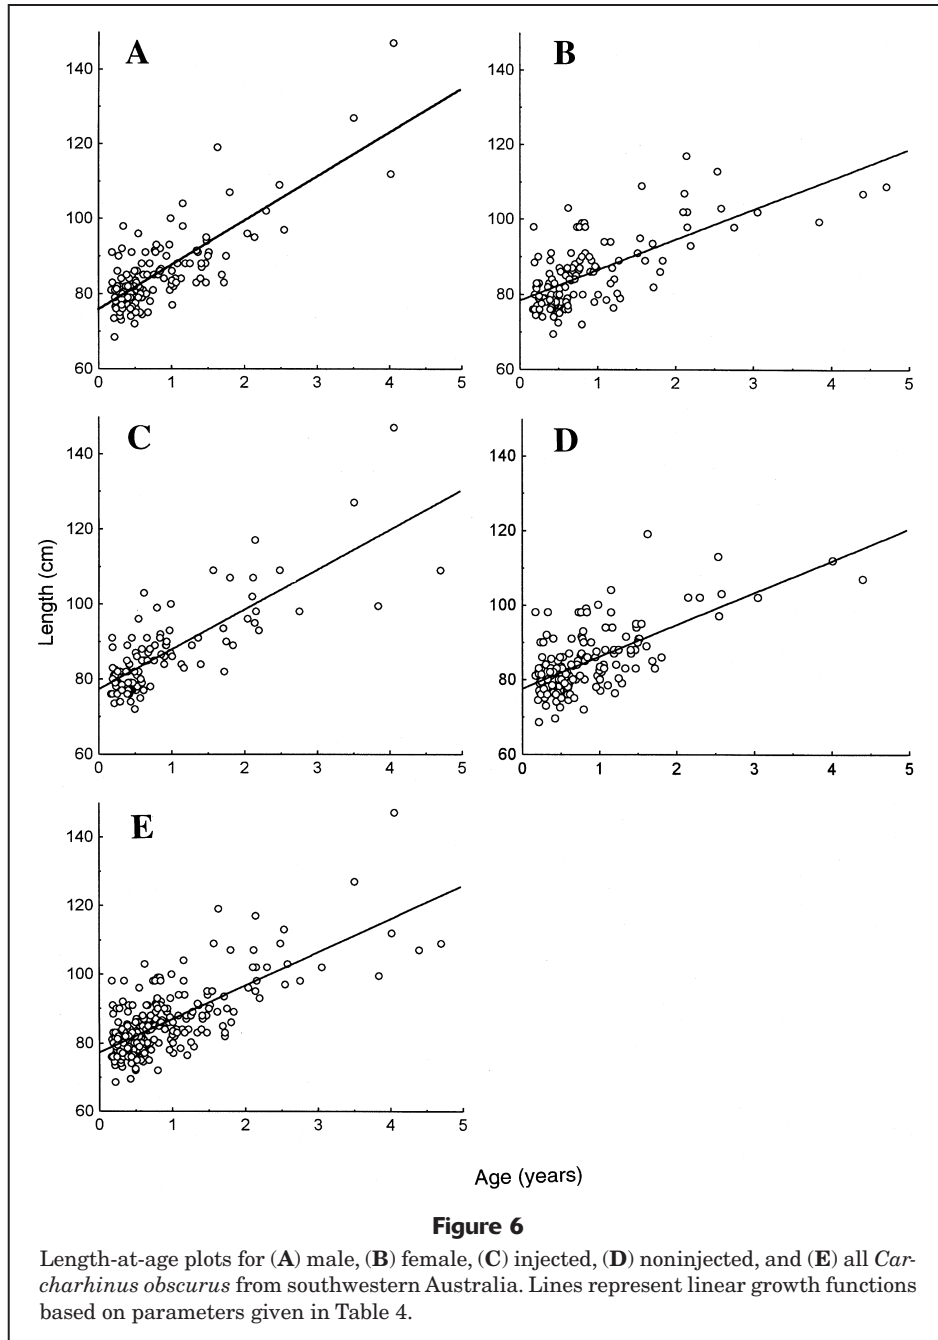 A
140
120
100
80
60
0 1 2 3 4 5
B
140
120
100
80
60
0 1 2 3 4 5
C
140
120
100
80
60
0 1 2 3 4 5
Length (cm)
D
140
120
100
80
60
0 1 2 3 4 5
E
140
120
100
80
60
0 1 2 3 4 5
Age (years)
Figure 6
Length-at-age plots for (A) male, (B) female, (C) injected, (D) noninjected, and (E) all Car-
charhinus obscurus from southwestern Australia. Lines represent linear growth functions
based on parameters given in Table 4.